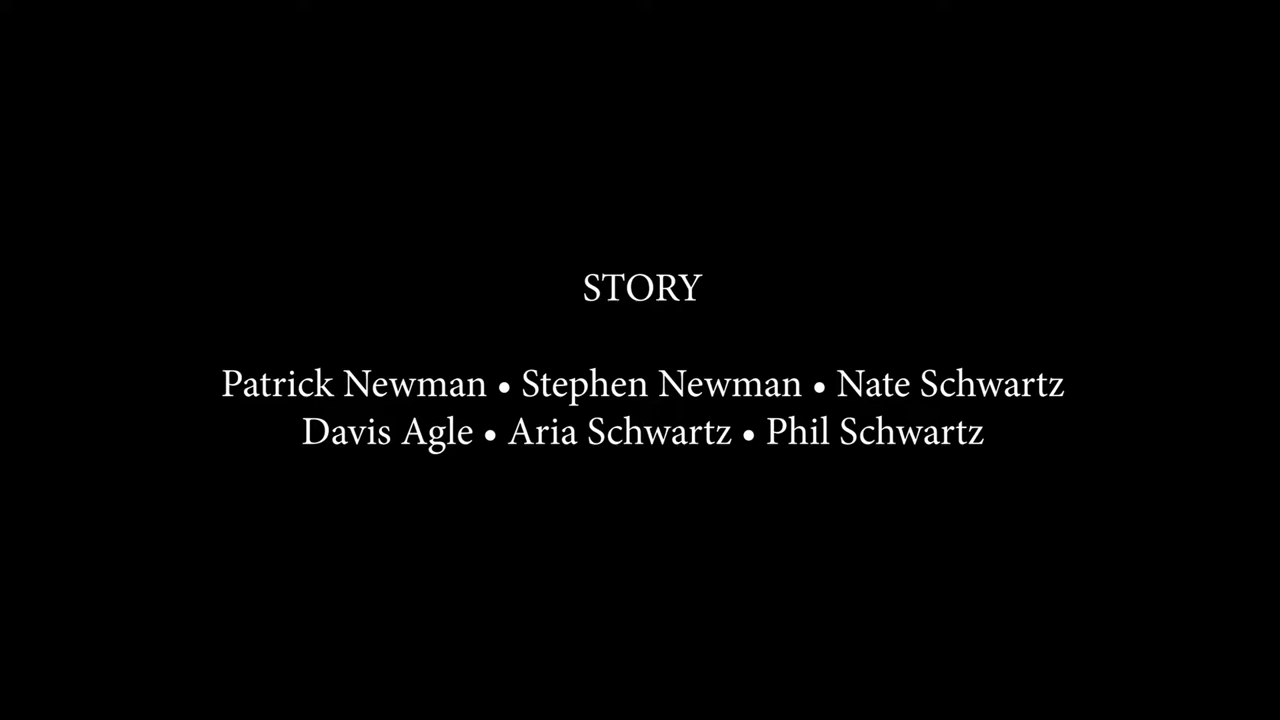 STORY
Patrick Newman • Stephen Newman • Nate Schwartz
Davis Agle • Aria Schwartz • Phil Schwartz